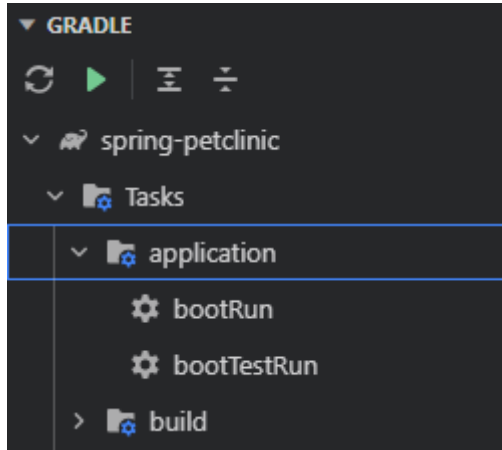 GRADLE
spring-petclinic
Tasks
application
bootRun
bootTestRun
build